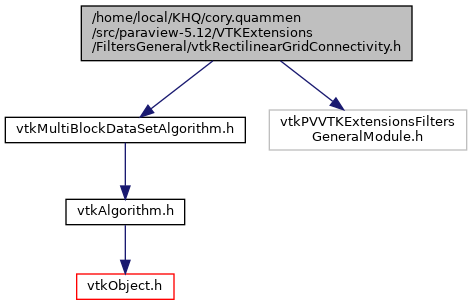 /home/local/KHQ/cory.quammen
/src/paraview-5.12/VTKExtensions
/FiltersGeneral/vtkRectilinearGridConnectivity.h
vtkMultiBlockDataSetAlgorithm.h
vtkPVVTKExtensionsFilters
GeneralModule.h
vtkAlgorithm.h
vtkObject.h